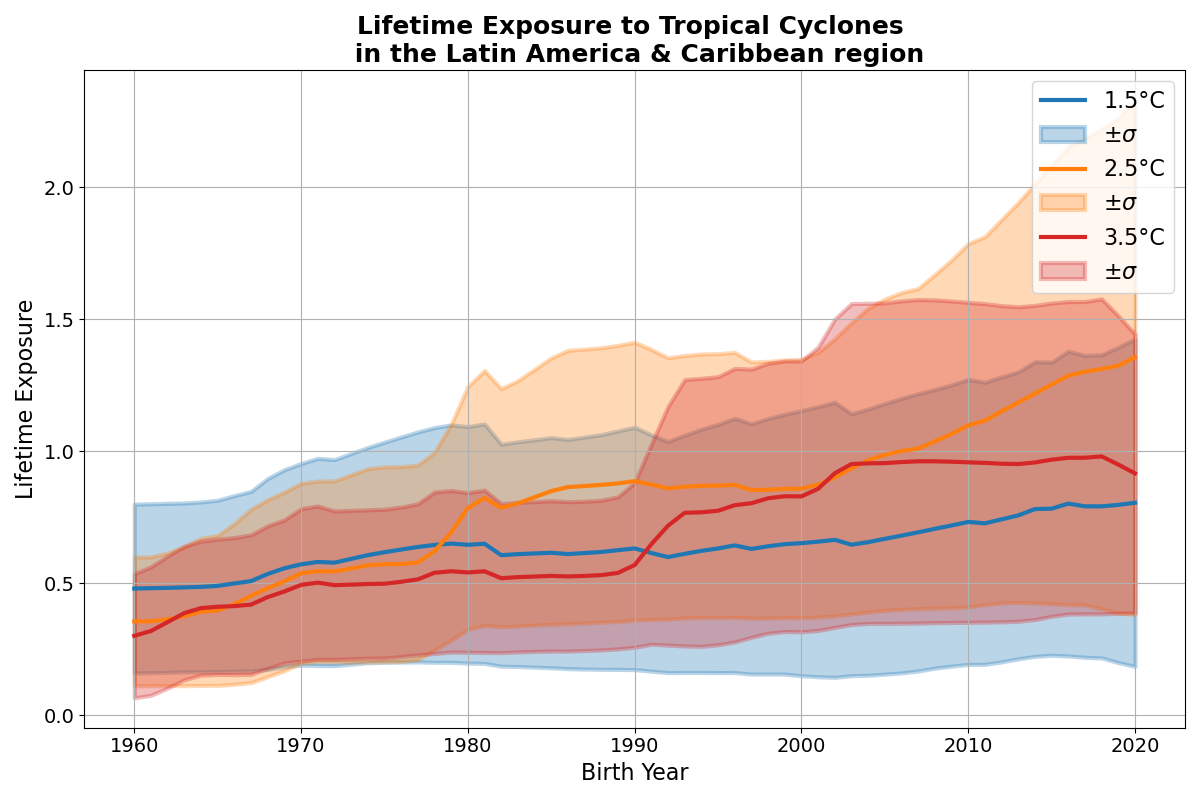 Lifetime Exposure to Tropical Cyclones
in the Latin America & Caribbean region
1.5°C
±σ
2.5°C
±σ
3.5°C
±σ
Lifetime Exposure
2.0
1.5
1.0
0.5
0.0
1960 1970 1980 1990 2000 2010 2020
Birth Year